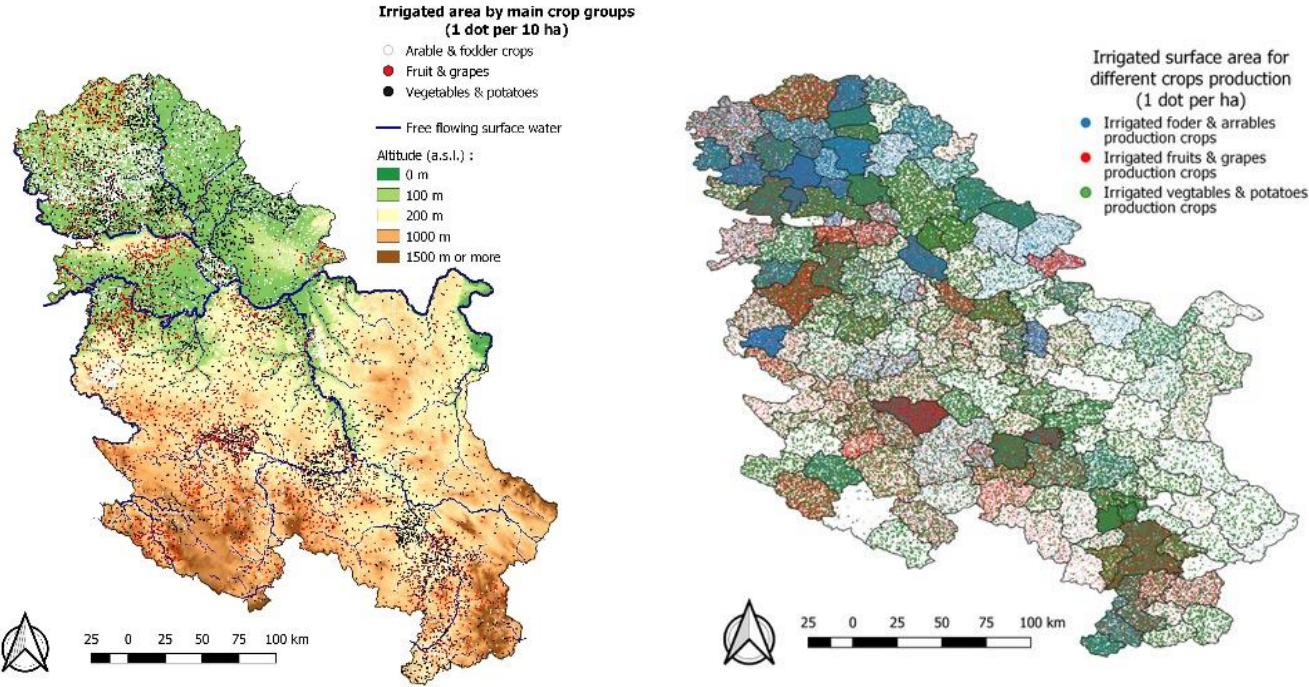 Irrigated area by main crop groups
(1 dot per 10 ha)
Arable & fodder crops
Fruit & grapes
Vegetables & potatoes
Free flowing surface water
Altitude (a.s.l.) :
0 m
100 m
200 m
1000 m
1500 m or more
25 0 25 50 75 100 km
Irrigated surface area for
different crops production
(1 dot per ha)
Irrigated foder & arrables
production crops
Irrigated fruits & grapes
production crops
Irrigated vegtables & potatoes
production crops
25 0 25 50 75 100 km